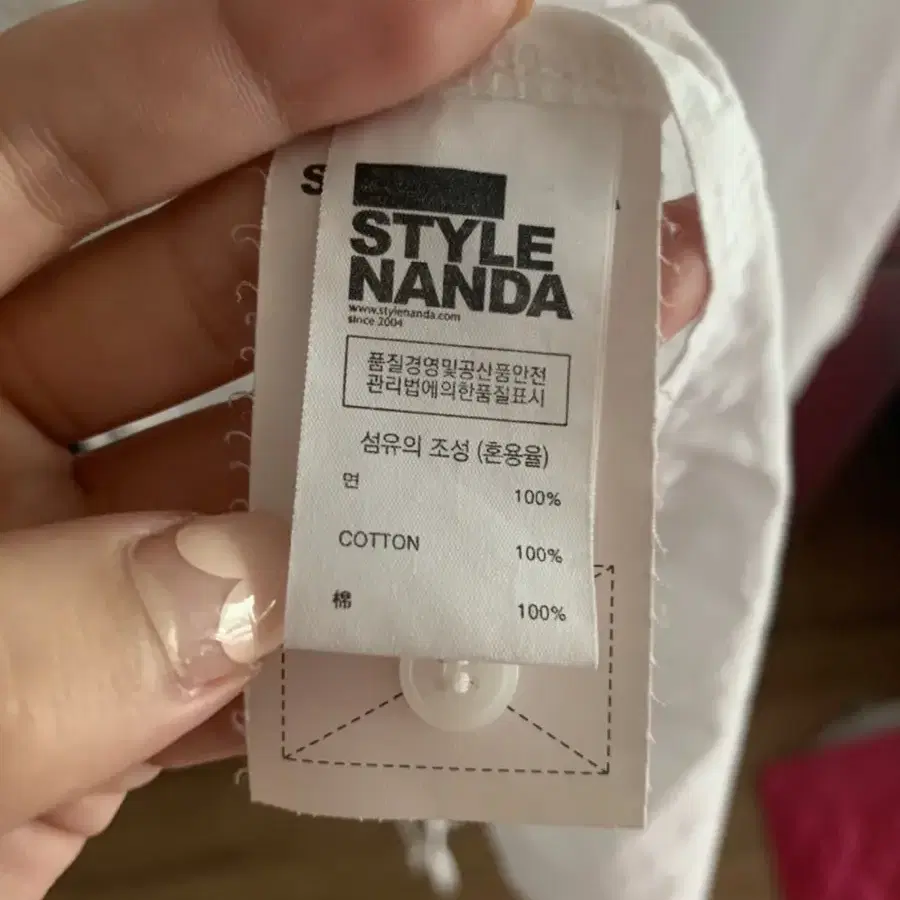 STYLE
NANDA
www.stylenanda.com
since 2004
품질경영및공산품안전
관리법에의한품질표시
섬유의 조성 (혼용율)
면 100%
COTTON 100%
棉 100%